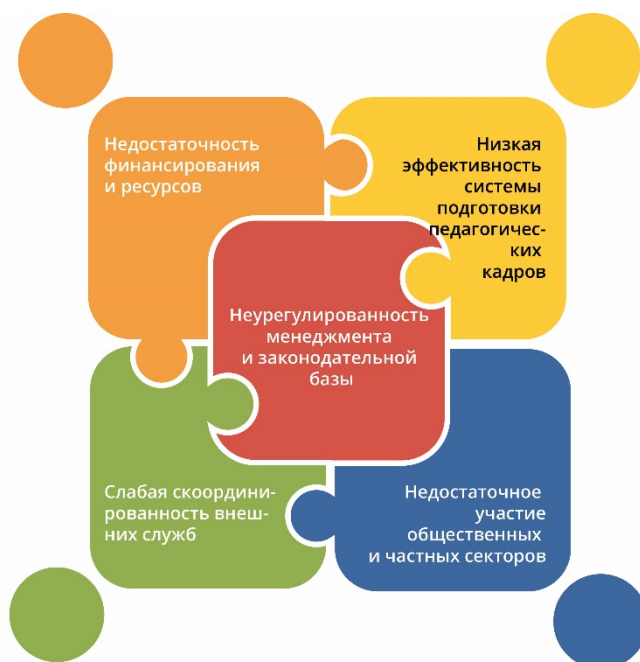 Недостаточность
финансирования
и ресурсов
Низкая
эффективность
системы
подготовки
педагогичес-
ких
кадров
Неурегулированность
менеджмента
и законодательной
базы
Слабая скоордини-
рованность внеш-
них служб
Недостаточное
участие
общественных
и частных секторов